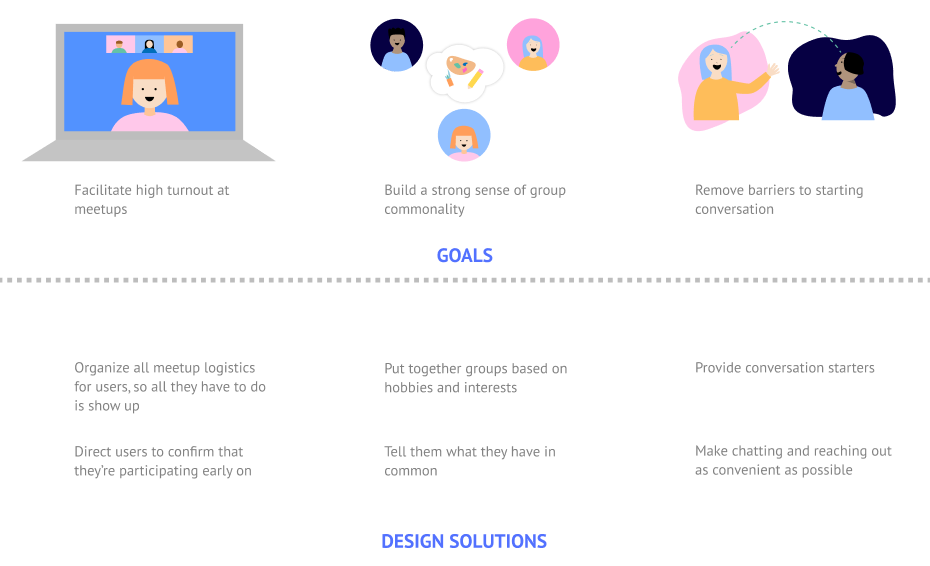 Facilitate high turnout at
meetups
Build a strong sense of group
commonality
Remove barriers to starting
conversation
GOALS
Organize all meetup logistics
for users, so all they have to do
is show up
Put together groups based on
hobbies and interests
Provide conversation starters
Direct users to confirm that
they're participating early on
Tell them what they have in
common
Make chatting and reaching out
as convenient as possible
DESIGN SOLUTIONS